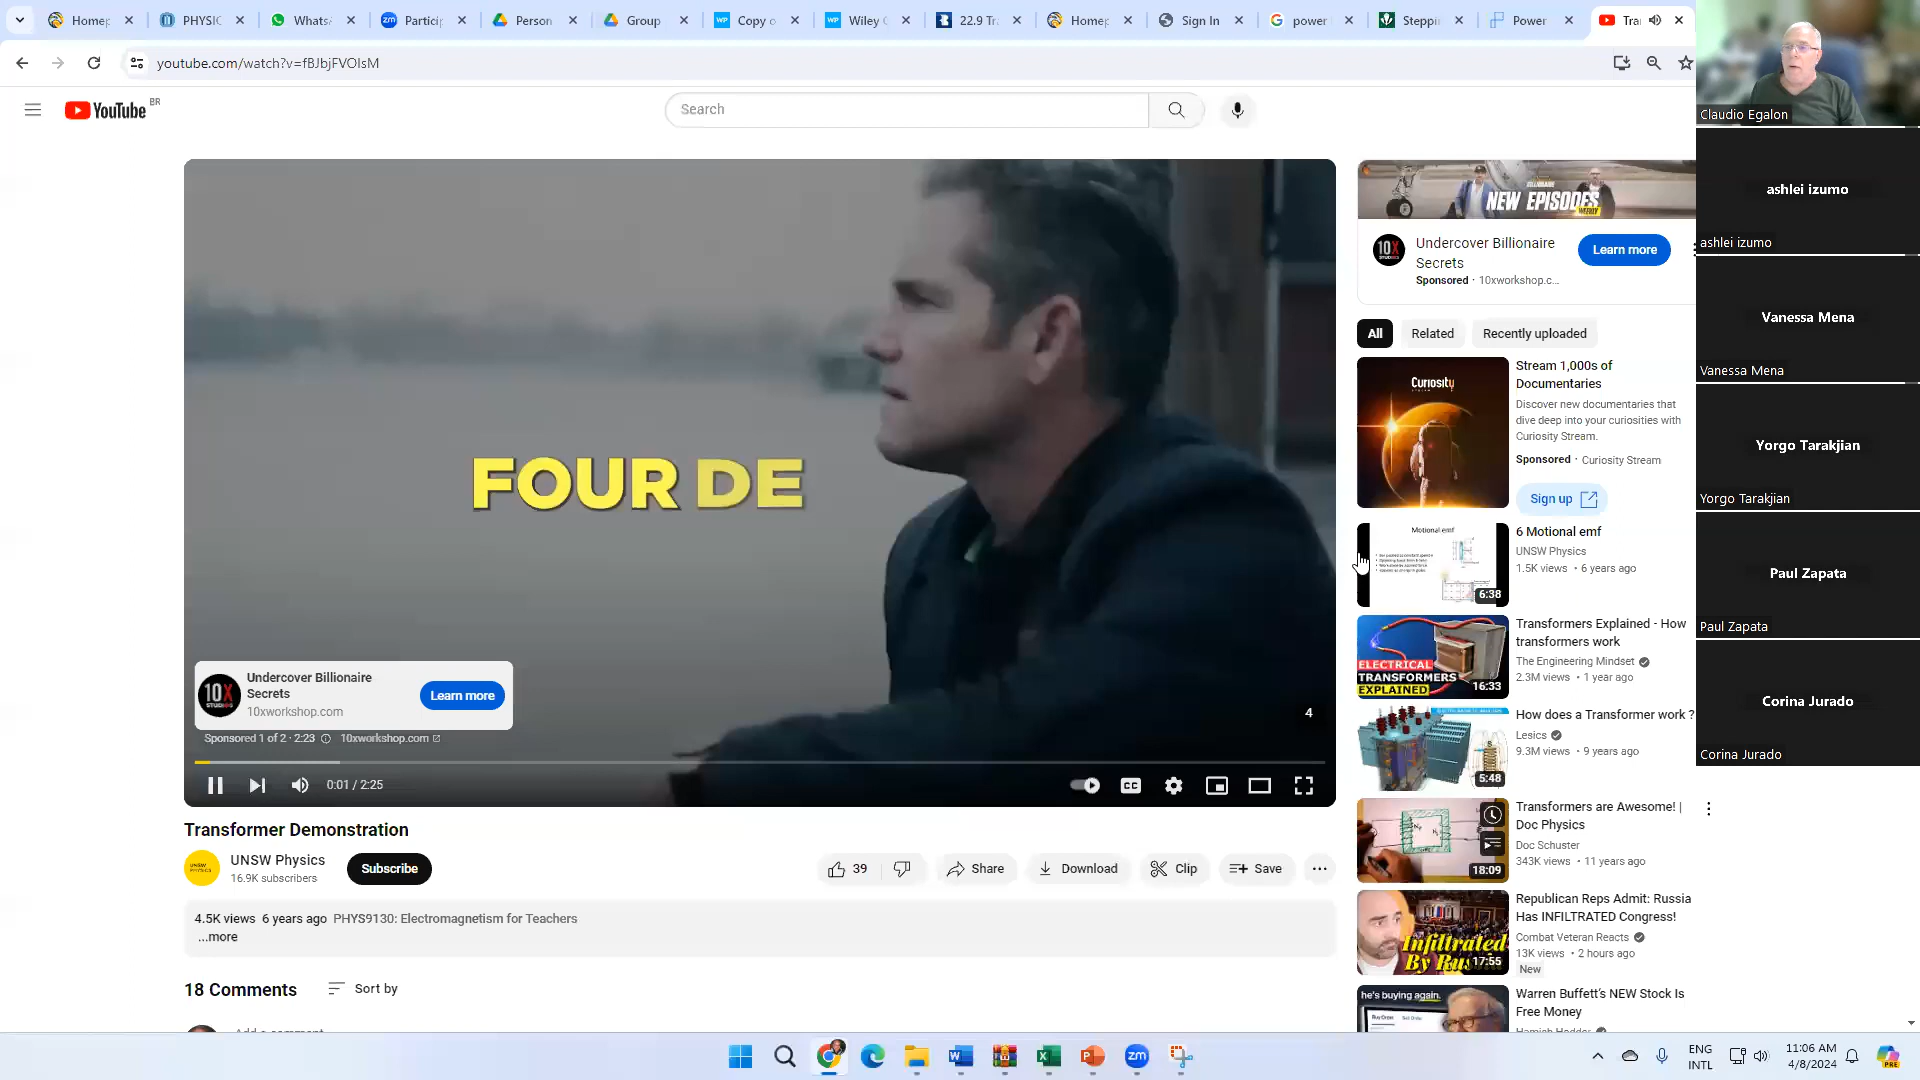 Homep
PHYSIC
Whats
Particip
Person
Group
Copy o
Wiley
22.9 Tr
Homep
Sign In
power
Steppi
Power
Tra
youtube.com/watch?v=fBJbjFVOIsM
YouTube BR
Search
FOUR DE
Undercover Billionaire
Secrets
10xworkshop.com
Learn more
10X
STUDIOS
4
Sponsored 1 of 2 · 2:23
10xworkshop.com
0:01 / 2:25
CC
Transformer Demonstration
UNSW Physics
16.9K subscribers
Subscribe
39
Share
Download
Clip
Save
4.5K views 6 years ago PHYS9130: Electromagnetism for Teachers
...more
18 Comments
Sort by
NEW EPISODES
WEEKLY
10X
STUDIOS
Undercover Billionaire
Secrets
Sponsored · 10xworkshop.c...
Learn more
All
Related
Recently uploaded
Curiosity
Stream 1,000s of
Documentaries
Discover new documentaries that
dive deep into your curiosities with
Curiosity Stream.
Sponsored · Curiosity Stream
Sign up
Motional emf
6:38
6 Motional emf
UNSW Physics
1.5K views · 6 years ago
ELECTRICAL
TRANSFORMERS
EXPLAINED
16:33
Transformers Explained - How
transformers work
The Engineering Mindset
2.3M views · 1 year ago
5:48
How does a Transformer work ?
Lesics
9.3M views · 9 years ago
18:09
Transformers are Awesome! |
Doc Physics
Doc Schuster
343K views · 11 years ago
Infiltrated
By Rus
17:55
Republican Reps Admit: Russia
Has INFILTRATED Congress!
Combat Veteran Reacts
13K views · 2 hours ago
New
he's buying again.
Warren Buffett's NEW Stock Is
Free Money
Claudio Egalon
ashlei izumo
ashlei izumo
Vanessa Mena
Vanessa Mena
Yorgo Tarakjian
Yorgo Tarakjian
Paul Zapata
Paul Zapata
Corina Jurado
Corina Jurado
zm
ENG
INTL
11:06 AM
4/8/2024
PRE